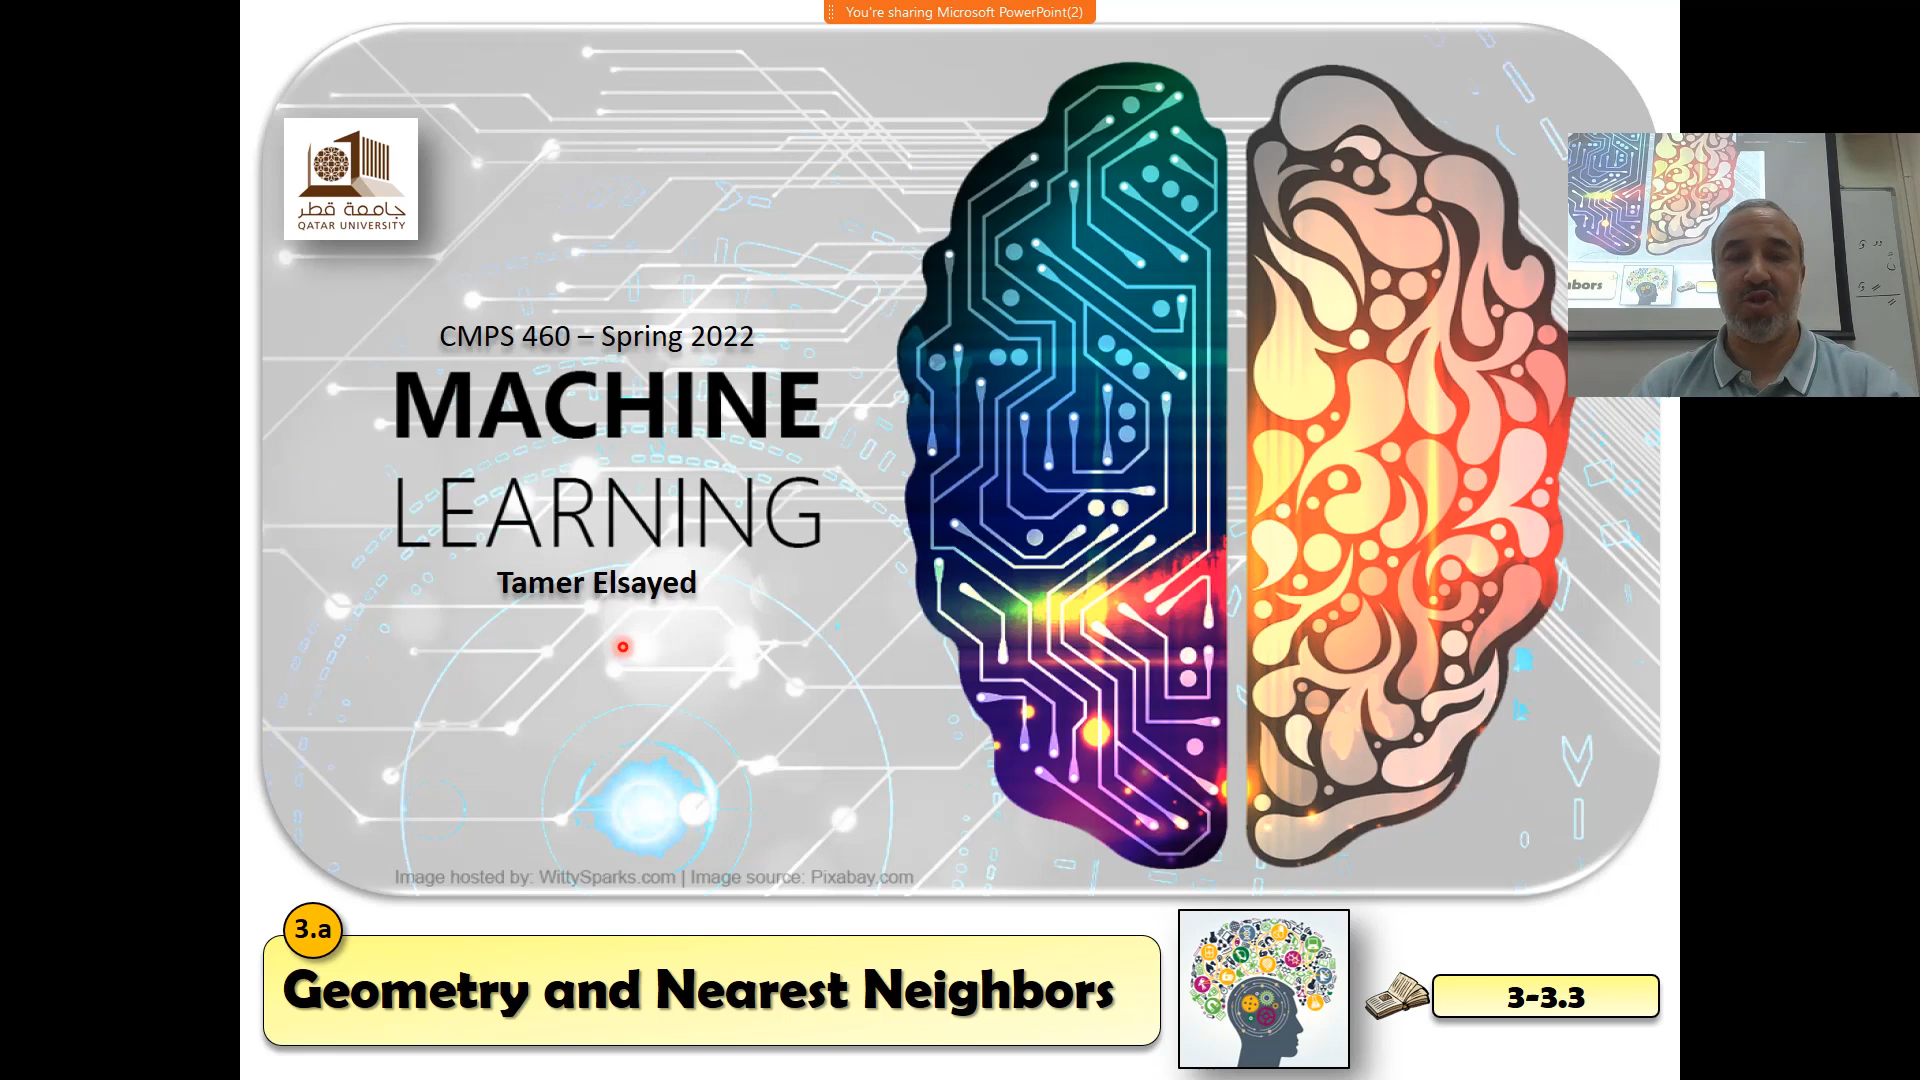 You're sharing Microsoft PowerPoint(2)
جامعة قطر
QATAR UNIVERSITY
CMPS 460 – Spring 2022
MACHINE
LEARNING
Tamer Elsayed
Image hosted by: WittySparks.com | Image source: Pixabay.com
3.a
Geometry and Nearest Neighbors
3-3.3